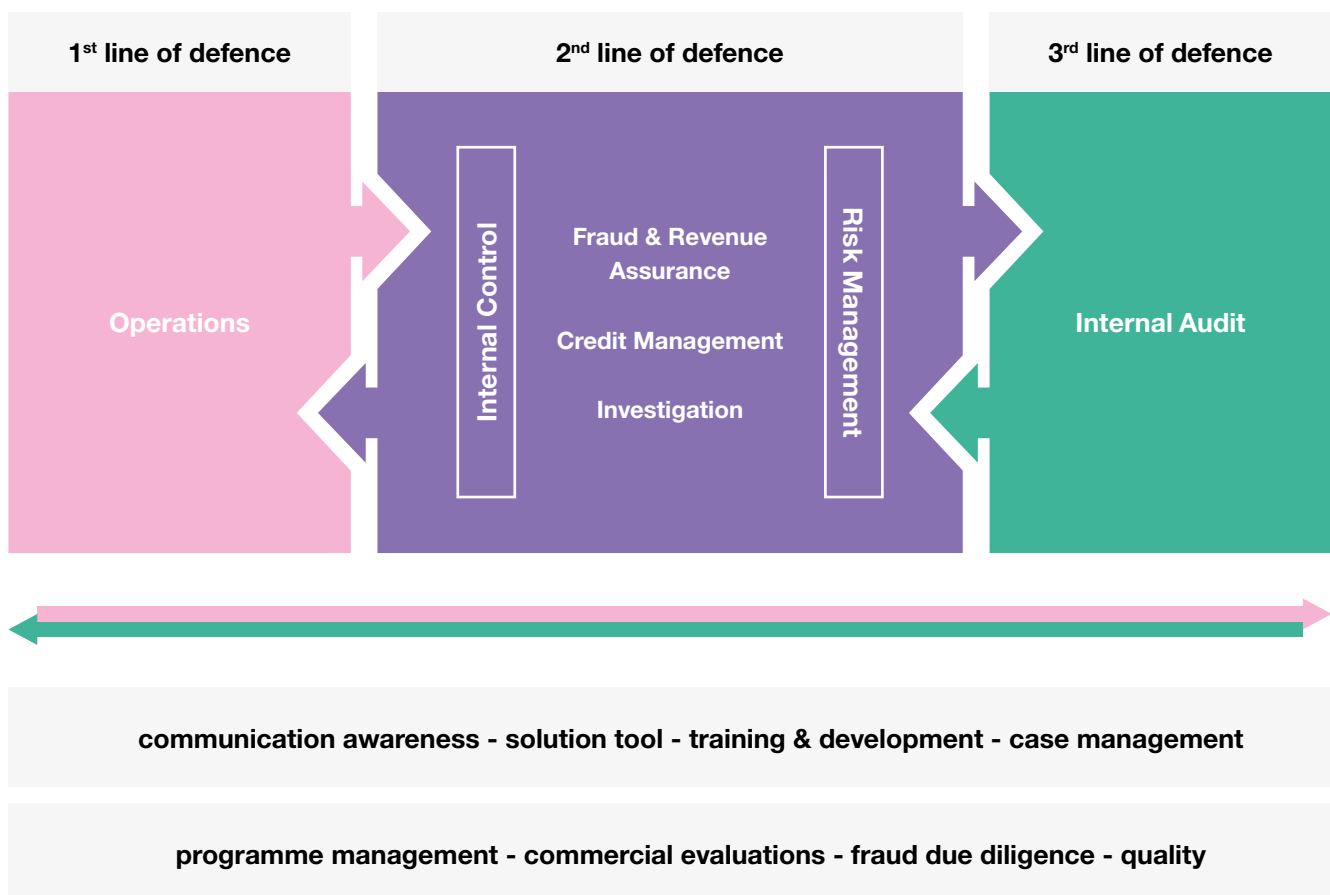 1st line of defence
2nd line of defence
3rd line of defence
Operations
Internal Control
Fraud & Revenue
Assurance
Credit Management
Investigation
Risk Management
Internal Audit
communication awareness - solution tool - training & development - case management
programme management - commercial evaluations - fraud due diligence - quality